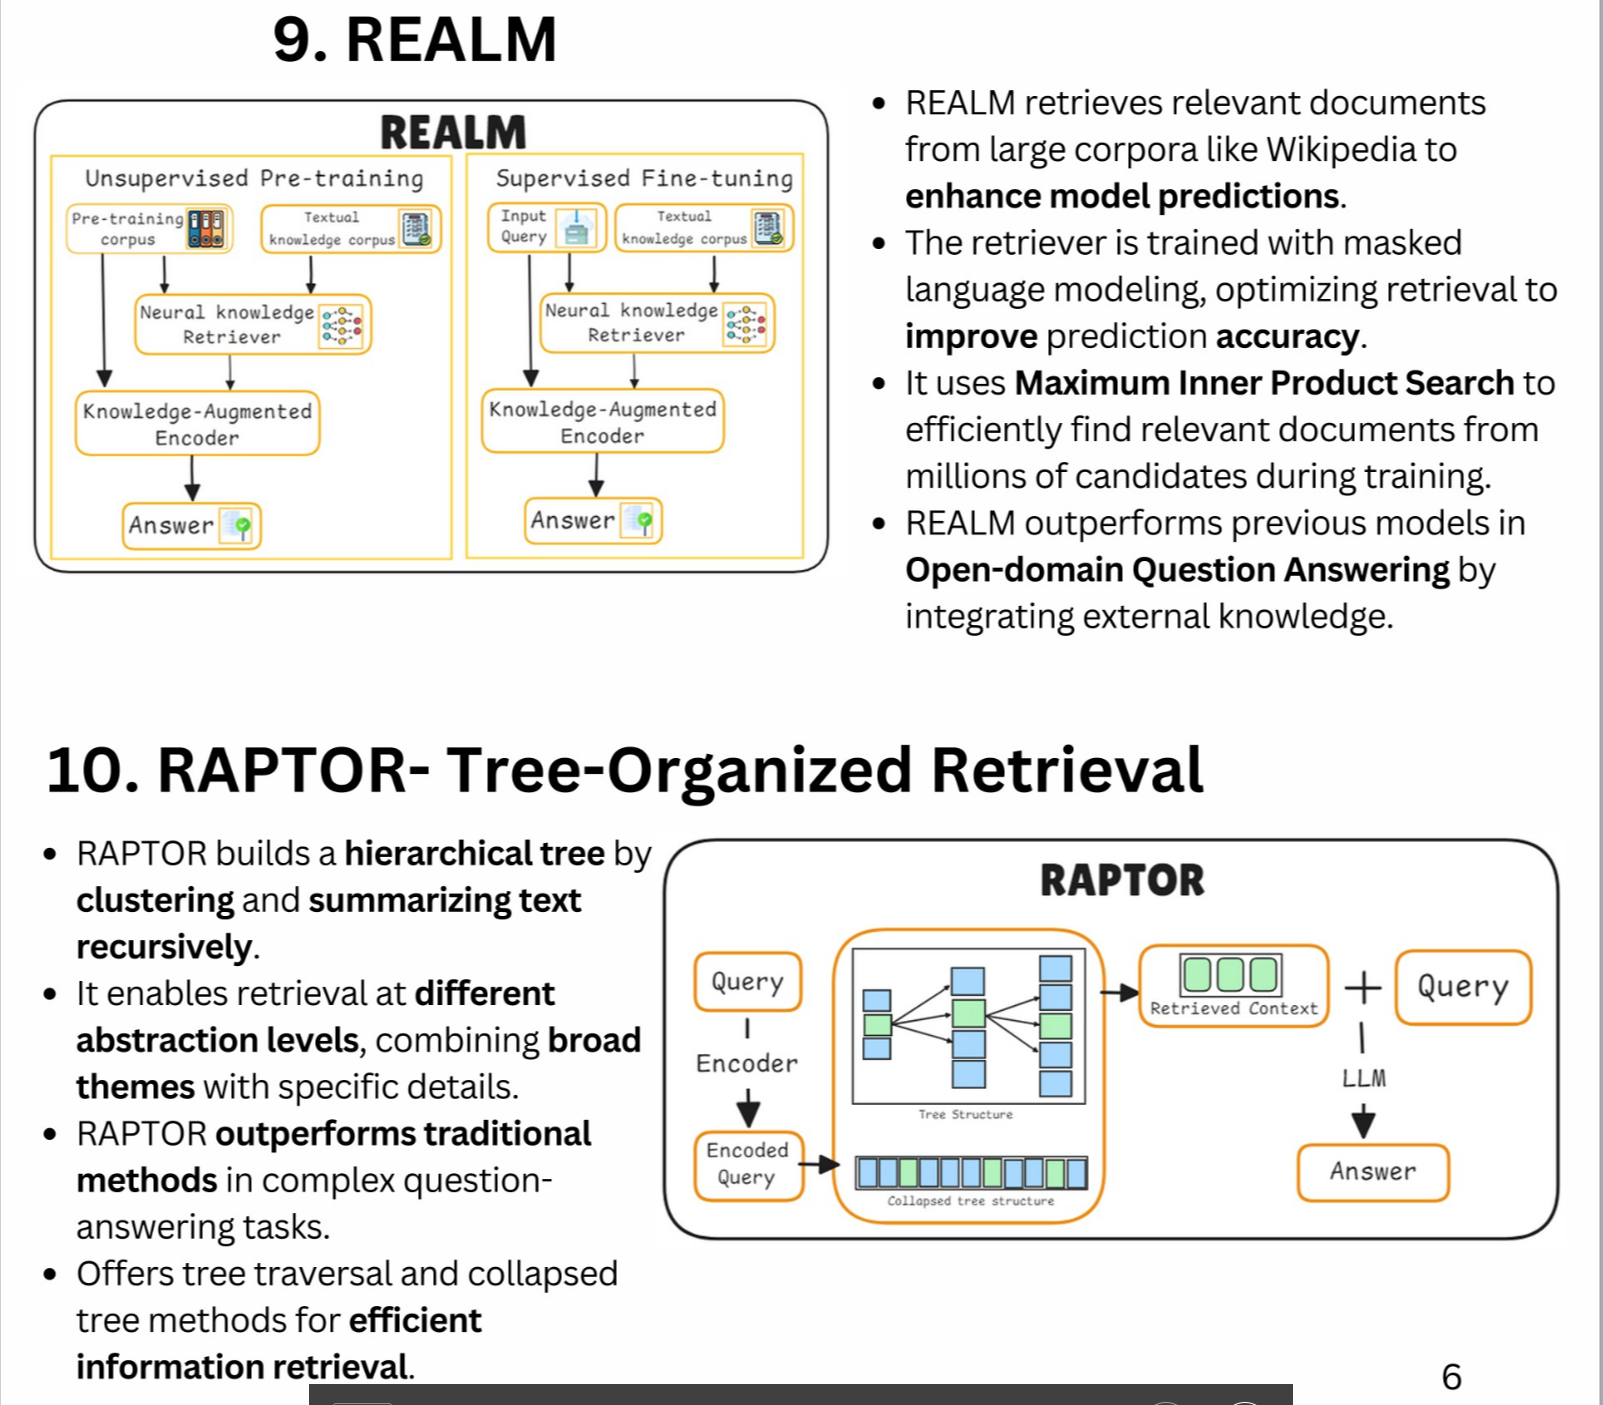 9. REALM
REALM
Unsupervised Pre-training
Pre-training
corpus
Textual
knowledge corpus
Neural knowledge
Retriever
Knowledge-Augmented
Encoder
Answer
Supervised Fine-tuning
Input
Query
Textual
knowledge corpus
Neural knowledge
Retriever
Knowledge-Augmented
Encoder
Answer
• REALM retrieves relevant documents
from large corpora like Wikipedia to
enhance model predictions.
• The retriever is trained with masked
language modeling, optimizing retrieval to
improve prediction accuracy.
• It uses Maximum Inner Product Search to
efficiently find relevant documents from
millions of candidates during training.
• REALM outperforms previous models in
Open-domain Question Answering by
integrating external knowledge.
10. RAPTOR- Tree-Organized Retrieval
• RAPTOR builds a hierarchical tree by
clustering and summarizing text
recursively.
• It enables retrieval at different
abstraction levels, combining broad
themes with specific details.
• RAPTOR outperforms traditional
methods in complex question-
answering tasks.
• Offers tree traversal and collapsed
tree methods for efficient
information retrieval.
RAPTOR
Query
Encoder
Encoded
Query
Tree Structure
Collapsed tree structure
Retrieved Context
+
Query
LLM
Answer
6